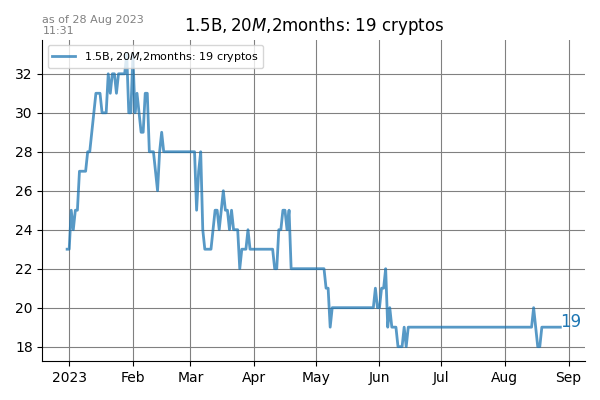 as of 28 Aug 2023
11:31
1.5B, 20M,2months: 19 cryptos
1.5B, 20M,2months: 19 cryptos
32
30
28
26
24
22
20
18
19
2023 Feb Mar Apr May Jun Jul Aug Sep